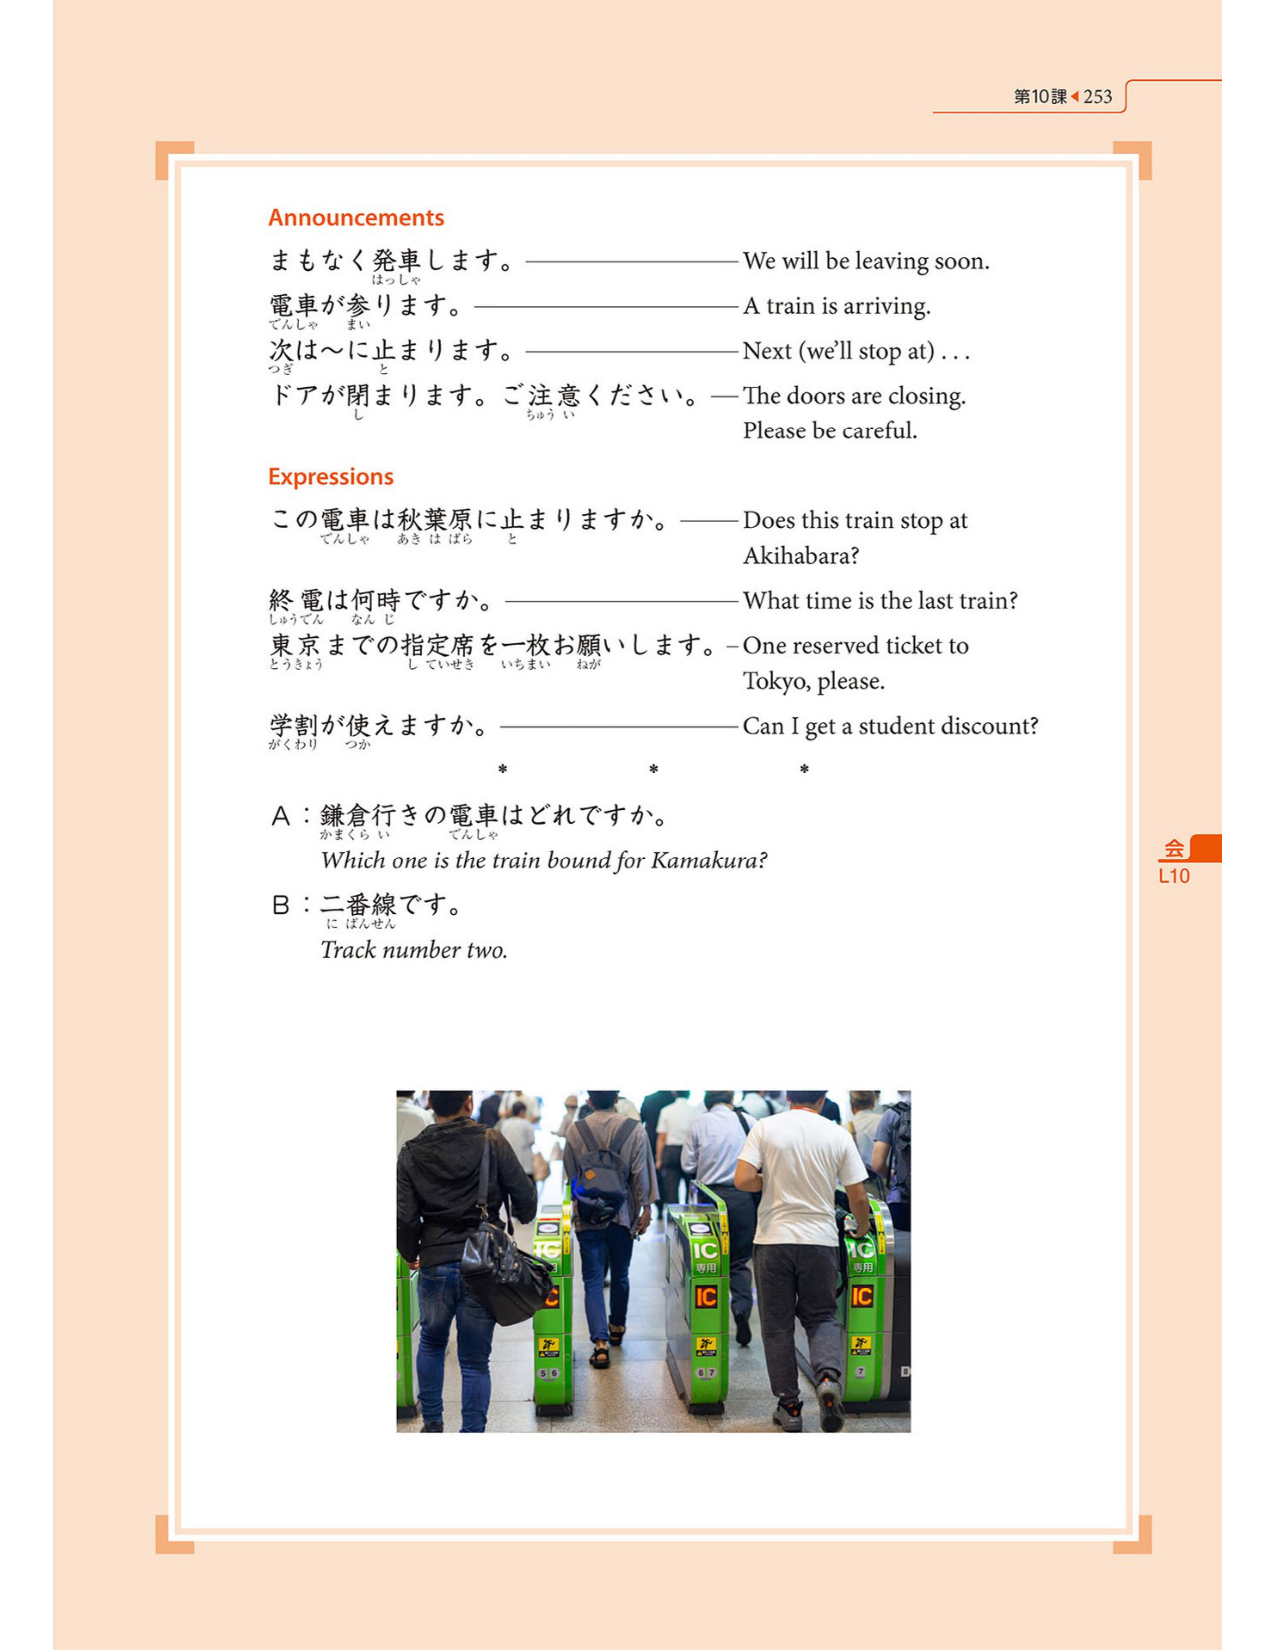 第10課◀253
Announcements
まもなく発車します。 We will be leaving soon.
はっしゃ
電車が参ります。 A train is arriving.
でんしゃ まい
次は～に止まります。 Next (we'll stop at) . . .
つぎ と
ドアが閉まります。ご注意ください。 The doors are closing.
し ちゅう い
Please be careful.
Expressions
この電車は秋葉原に止まりますか。 Does this train stop at
でんしゃ あき は ばら と
Akihabara?
終電は何時ですか。 What time is the last train?
しゅうでん なん じ
東京までの指定席を一枚お願いします。 One reserved ticket to
とうきょう し ていせき いちまい ねが
Tokyo, please.
学割が使えますか。 Can I get a student discount?
がくわり つか
* * *
A：鎌倉行きの電車はどれですか。
かまくら い でんしゃ
Which one is the train bound for Kamakura?
B：二番線です。
に ばんせん
Track number two.
会
L10
IC IC IC
専用 専用
IC IC
5 6 6 7 7 8